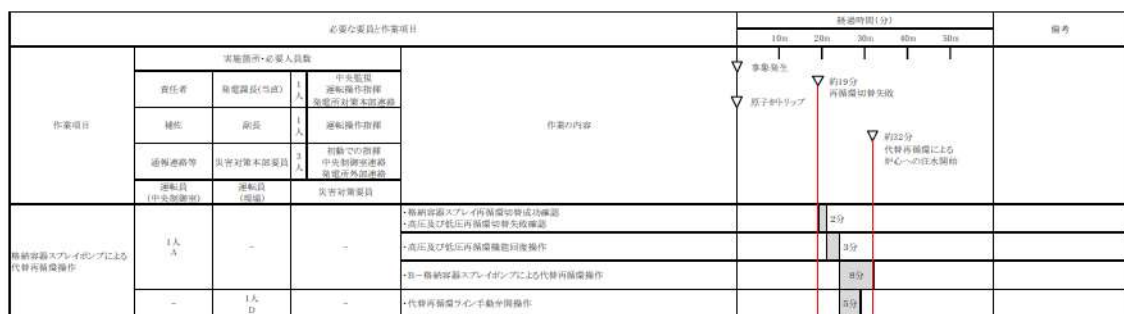 必要な要員と作業項目
経過時間(分)
備考
10m 20m 30m 40m 50m
実施箇所・必要人員数
作業項目
作業の内容
責任者
発電課長(当直)
1人
中央監視
運転操作指揮
発電所対策本部連絡
補佐
副長
1人
運転操作指揮
通報連絡等
災害対策本部要員
3人
初動での指揮
中央制御室連絡
発電所外部連絡
運転員
(中央制御室)
運転員
(現場)
災害対策要員
事象発生
原子炉トリップ
約19分
再循環切替失敗
約32分
代替再循環による
炉心への注水開始
格納容器スプレイポンプによる
代替再循環操作
1人
A
-
-
・格納容器スプレイ再循環切替成功確認
・高圧及び低圧再循環切替失敗確認
2分
・高圧及び低圧再循環機能回復操作
3分
・B-格納容器スプレイポンプによる代替再循環操作
8分
-
1人
D
-
・代替再循環ライン手動弁開操作
5分